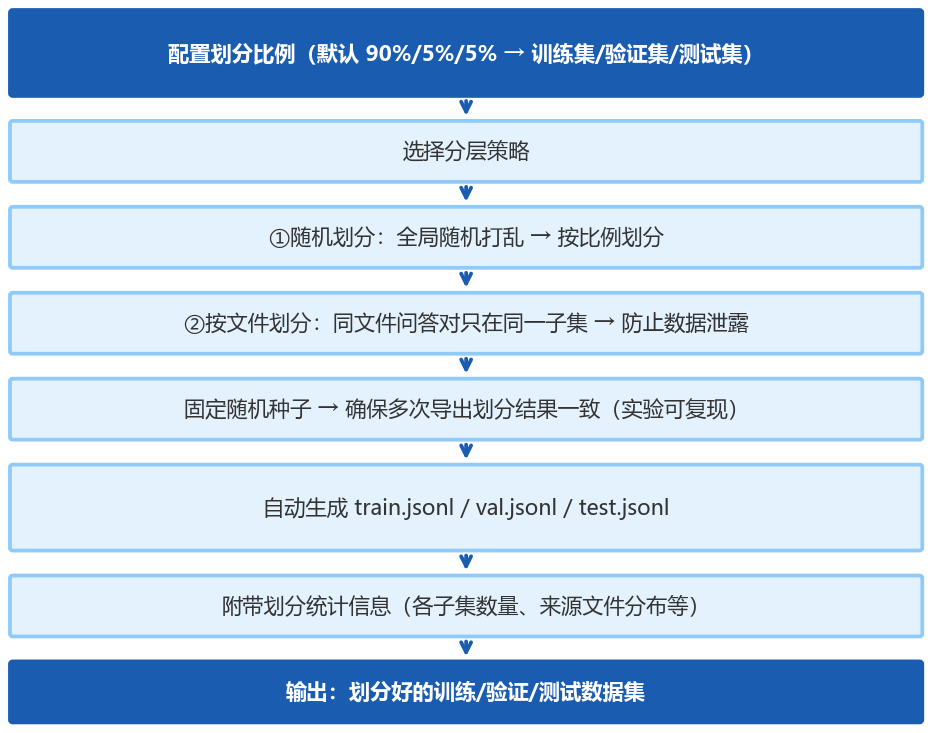 配置划分比例（默认 90%/5%/5% → 训练集/验证集/测试集）
选择分层策略
①随机划分：全局随机打乱 → 按比例划分
②按文件划分：同文件问答对只在同一子集 → 防止数据泄露
固定随机种子 → 确保多次导出划分结果一致（实验可复现）
自动生成 train.jsonl / val.jsonl / test.jsonl
附带划分统计信息（各子集数量、来源文件分布等）
输出：划分好的训练/验证/测试数据集